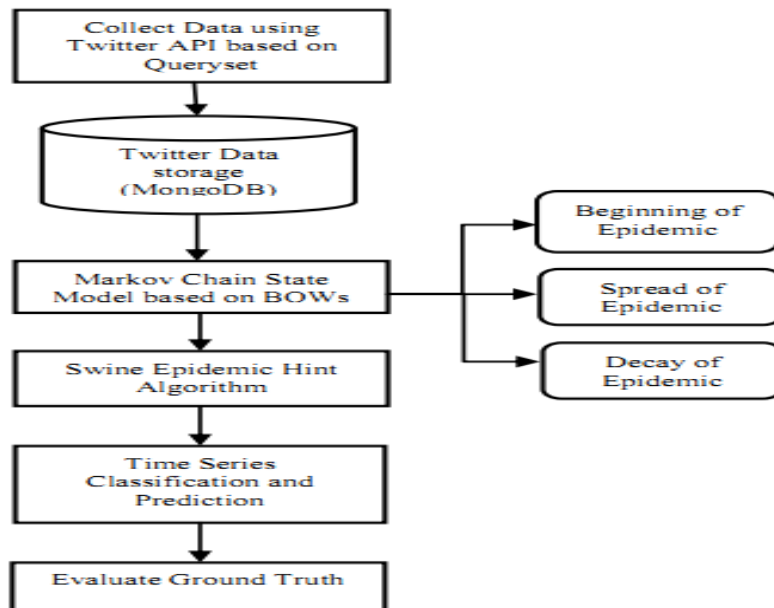 Collect Data using
Twitter API based on
Queryset
Twitter Data
storage
(MongoDB)
Markov Chain State
Model based on BOWs
Swine Epidemic Hint
Algorithm
Time Series
Classification and
Prediction
Evaluate Ground Truth
Beginning of
Epidemic
Spread of
Epidemic
Decay of
Epidemic